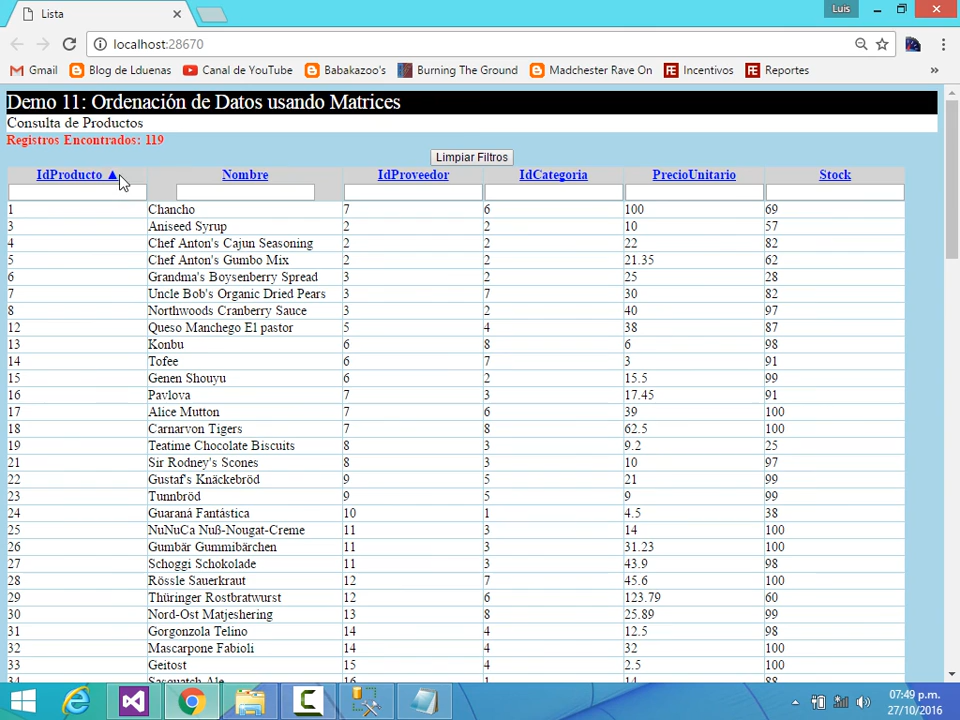 Lista
Luis
localhost:28670
Gmail Blog de Lduenas Canal de YouTube Babakazoo's Burning The Ground Madchester Rave On FE Incentivos FE Reportes »
Demo 11: Ordenación de Datos usando Matrices
Consulta de Productos
Registros Encontrados: 119
Limpiar Filtros
IdProducto ▲ Nombre IdProveedor IdCategoria PrecioUnitario Stock
1 Chancho 7 6 100 69
3 Aniseed Syrup 2 2 10 57
4 Chef Anton's Cajun Seasoning 2 2 22 82
5 Chef Anton's Gumbo Mix 2 2 21.35 62
6 Grandma's Boysenberry Spread 3 2 25 28
7 Uncle Bob's Organic Dried Pears 3 7 30 82
8 Northwoods Cranberry Sauce 3 2 40 97
12 Queso Manchego El pastor 5 4 38 87
13 Konbu 6 8 6 98
14 Tofee 6 7 3 91
15 Genen Shouyu 6 2 15.5 99
16 Pavlova 7 3 17.45 91
17 Alice Mutton 7 6 39 100
18 Carnarvon Tigers 7 8 62.5 100
19 Teatime Chocolate Biscuits 8 3 9.2 25
21 Sir Rodney's Scones 8 3 10 97
22 Gustaf's Knäckebröd 9 5 21 99
23 Tunnbröd 9 5 9 99
24 Guaraná Fantástica 10 1 4.5 38
25 NuNuCa Nuß-Nougat-Creme 11 3 14 100
26 Gumbär Gummibärchen 11 3 31.23 100
27 Schoggi Schokolade 11 3 43.9 98
28 Rössle Sauerkraut 12 7 45.6 100
29 Thüringer Rostbratwurst 12 6 123.79 60
30 Nord-Ost Matjeshering 13 8 25.89 99
31 Gorgonzola Telino 14 4 12.5 98
32 Mascarpone Fabioli 14 4 32 100
33 Geitost 15 4 2.5 100
34 Sasquatch Ale 16 1 14 88
07:49 p.m.
27/10/2016